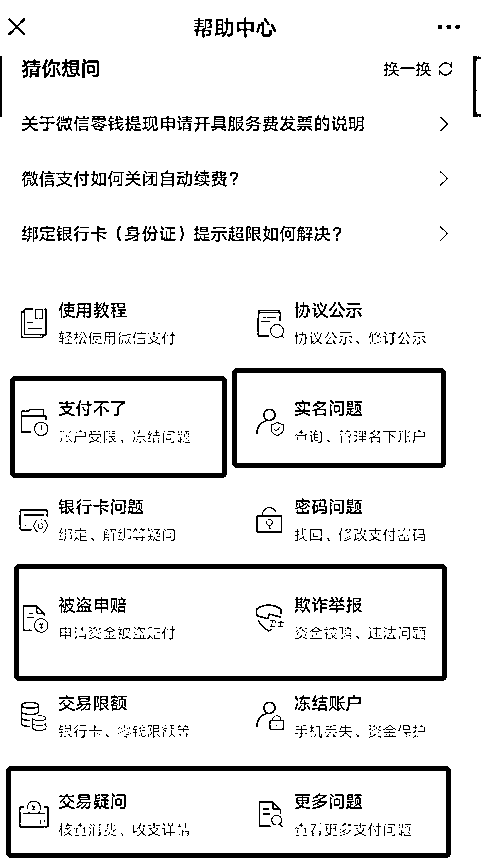 帮助中心
猜你想问
换一换
关于微信零钱提现申请开具服务费发票的说明
微信支付如何关闭自动续费？
绑定银行卡（身份证）提示超限如何解决？
使用教程
轻松使用微信支付
协议公示
协议公示、修订公示
支付不了
账户受限、冻结问题
实名问题
查询、管理名下账户
银行卡问题
绑定、解绑等疑问
密码问题
找回、修改支付密码
被盗申赔
申请资金被盗赔付
欺诈举报
资金被骗、违法问题
交易限额
银行卡、零钱限额等
冻结账户
手机丢失、资金保护
交易疑问
核查消费、收支详情
更多问题
查看更多支付问题